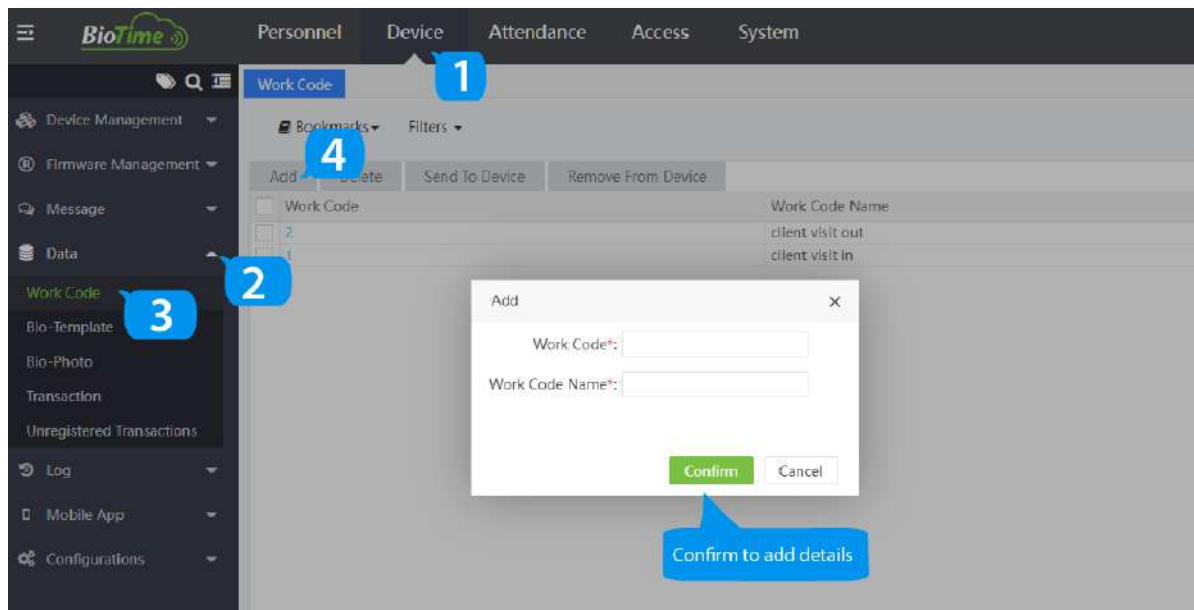 BioTime
Personnel Device Attendance Access System
1
Work Code
Device Management
Bookmarks Filters
4
Firmware Management
Add Delete Send To Device Remove From Device
Message
Work Code Work Code Name
2 client visit out
Data
1 client visit in
2
Work Code
3
Add
Bio-Template
Work Code*:
Bio-Photo
Work Code Name*:
Transaction
Unregistered Transactions
Log
Confirm Cancel
Mobile App
Confirm to add details
Configurations